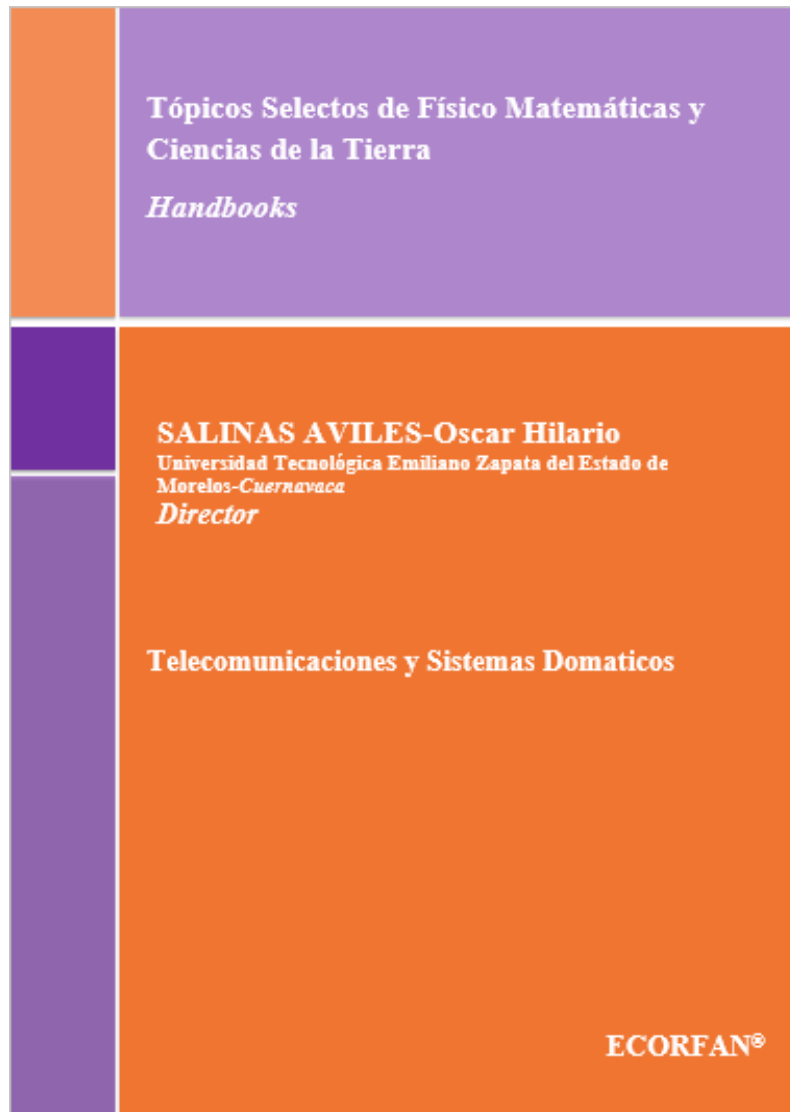 Tópicos Selectos de Físico Matemáticas y
Ciencias de la Tierra
Handbooks
SALINAS AVILES-Oscar Hilario
Universidad Tecnológica Emiliano Zapata del Estado de
Morelos-Cuernavaca
Director
Telecomunicaciones y Sistemas Domaticos
ECORFAN®